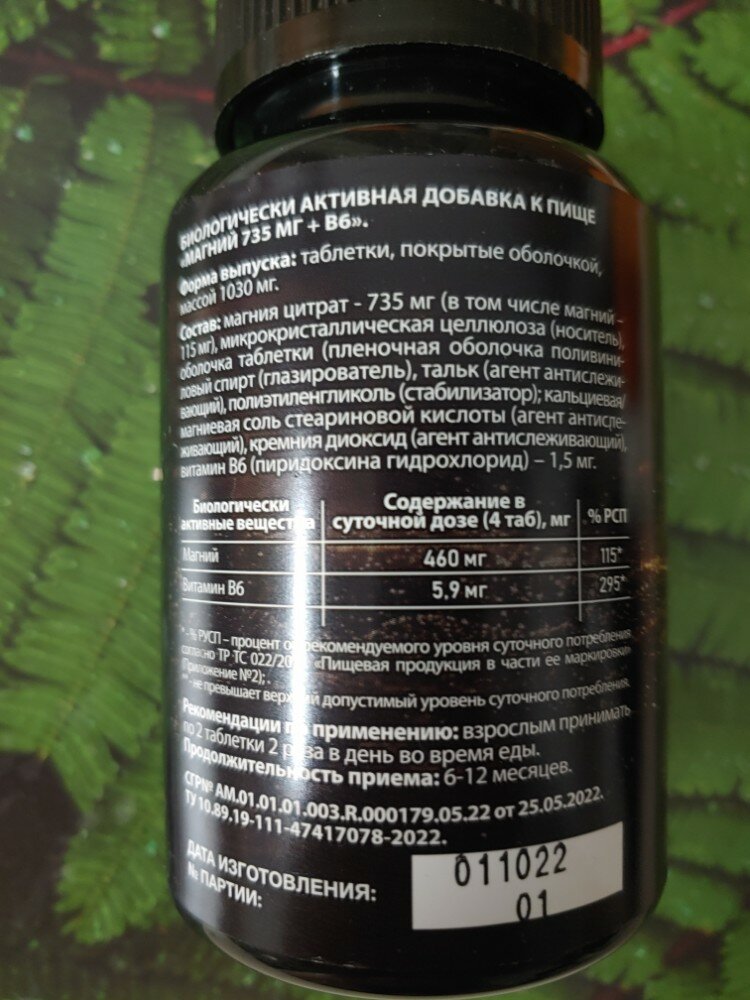 БИОЛОГИЧЕСКИ АКТИВНАЯ ДОБАВКА К ПИЩЕ
«МАГНИЙ 735 МГ + В6».
Форма выпуска: таблетки, покрытые оболочкой,
массой 1030 мг.
Состав: магния цитрат - 735 мг (в том числе магний –
115 мг), микрокристаллическая целлюлоза (носитель),
оболочка таблетки (пленочная оболочка поливини-
ловый спирт (глазирователь), тальк (агент антислежи-
вающий), полиэтиленгликоль (стабилизатор); кальциевая/
магниевая соль стеариновой кислоты (агент антисле-
живающий), кремния диоксид (агент антислеживающий),
витамин В6 (пиридоксина гидрохлорид) – 1,5 мг.
Биологически активные вещества
Содержание в суточной дозе (4 таб), мг
% РСП
Магний 460 мг 115*
Витамин В6 5,9 мг 295*
* - % РУСП – процент от рекомендуемого уровня суточного потребления
согласно ТР ТС «Пищевая продукция в части ее маркировки»
(Приложение №2);
- не превышает верхний допустимый уровень суточного потребления.
Рекомендации по применению: взрослым принимать
по 2 таблетки 2 раза в день во время еды.
Продолжительность приема: 6-12 месяцев.
СГР№ АМ.01.01.01.003.R.000179.05.22 от 25.05.2022.
ТУ 10.89.19-111-47417078-2022.
ДАТА ИЗГОТОВЛЕНИЯ: 011022
№ ПАРТИИ: 01